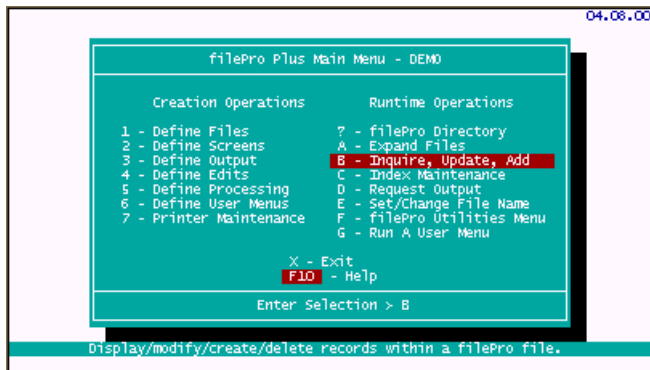 04.08.00
filePro Plus Main Menu - DEMO
Creation Operations Runtime Operations
1 - Define Files ? - filePro Directory
2 - Define Screens A - Expand Files
3 - Define Output B - Inquire, Update, Add
4 - Define Edits C - Index Maintenance
5 - Define Processing D - Request Output
6 - Define User Menus E - Set/Change File Name
7 - Printer Maintenance F - filePro Utilities Menu
G - Run A User Menu
X - Exit
F10 - Help
Enter Selection > B
Display/modify/create/delete records within a filePro file.